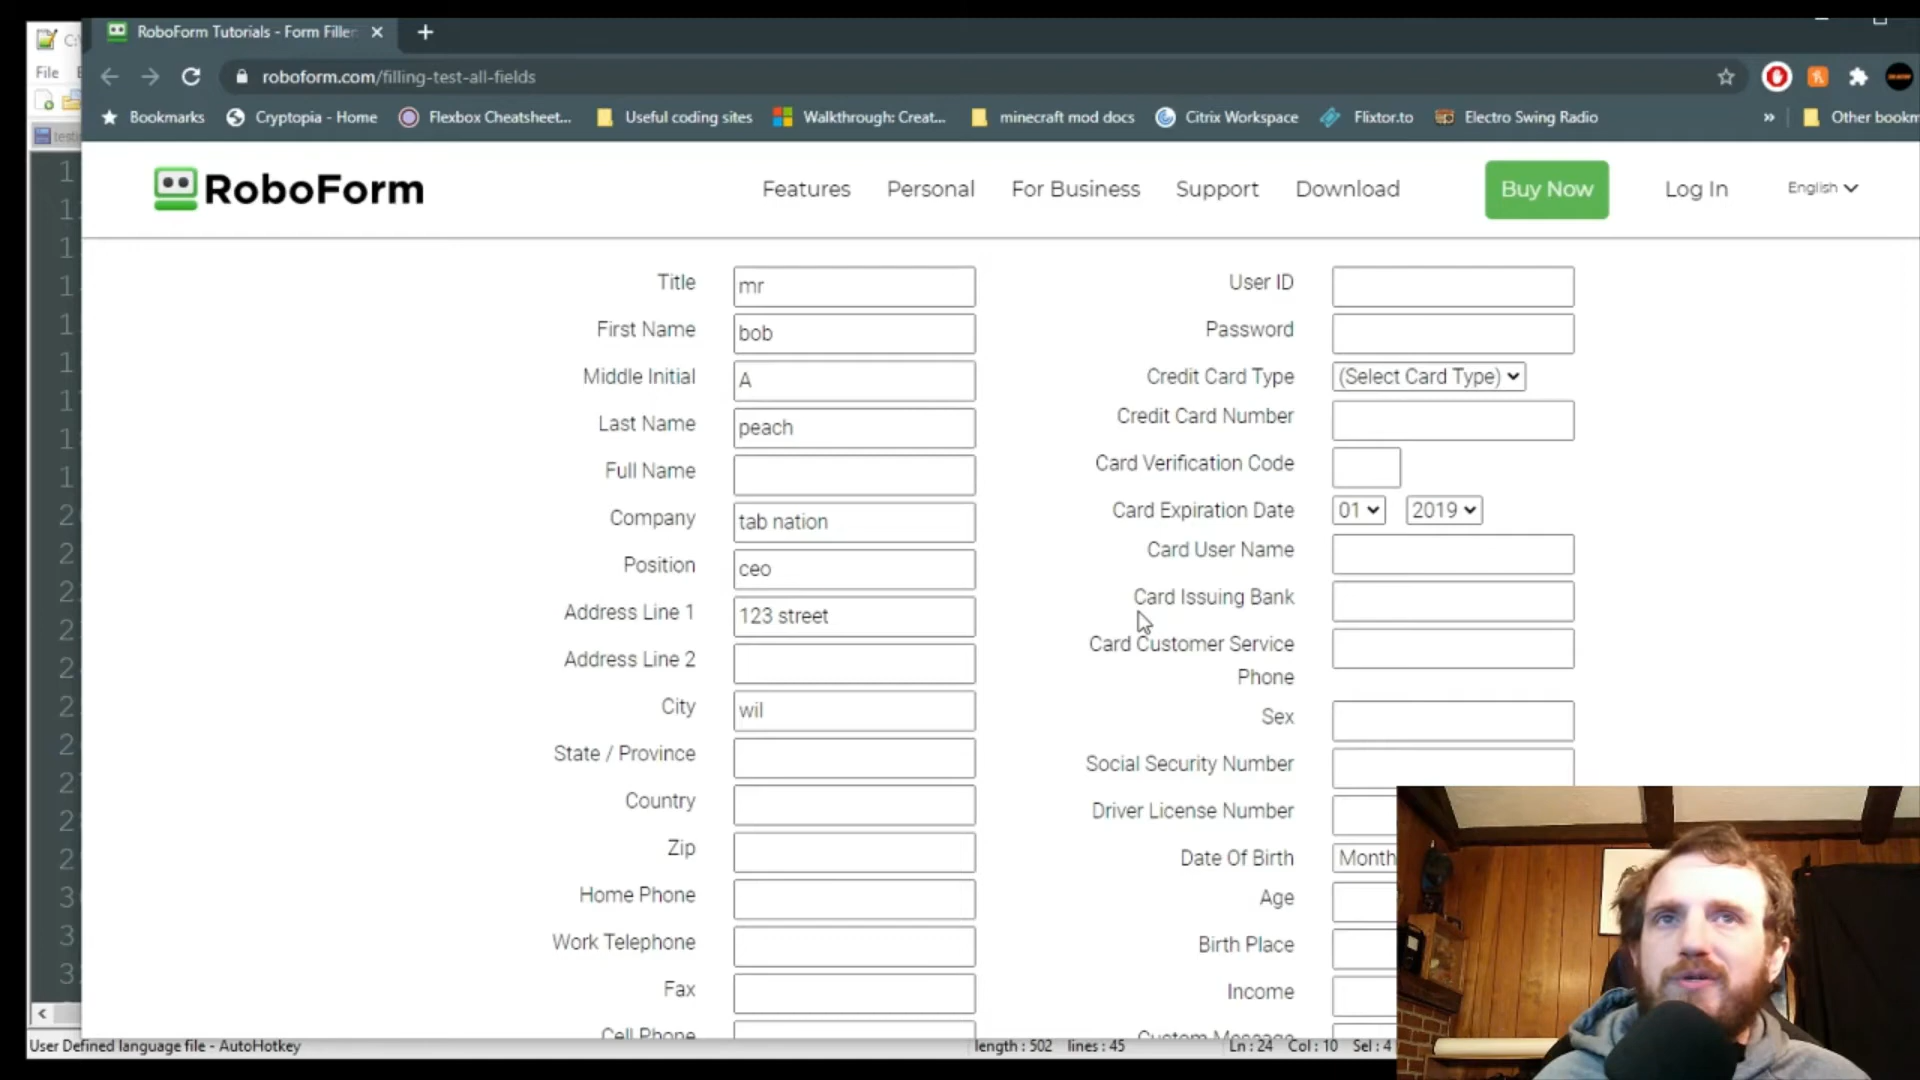 RoboForm Tutorials - Form Filler
File
roboform.com/filling-test-all-fields
Bookmarks
Cryptopia - Home
Flexbox Cheatsheet...
Useful coding sites
Walkthrough: Creat...
minecraft mod docs
Citrix Workspace
Flixtor.to
Electro Swing Radio
»
Other bookm
RoboForm
Features
Personal
For Business
Support
Download
Buy Now
Log In
English
Title
mr
First Name
bob
Middle Initial
A
Last Name
peach
Full Name
Company
tab nation
Position
ceo
Address Line 1
123 street
Address Line 2
City
wil
State / Province
Country
Zip
Home Phone
Work Telephone
Fax
Cell Phone
User ID
Password
Credit Card Type
(Select Card Type)
Credit Card Number
Card Verification Code
Card Expiration Date
01
2019
Card User Name
Card Issuing Bank
Card Customer Service
Phone
Sex
Social Security Number
Driver License Number
Date Of Birth
Month
Age
Birth Place
Income
Custom Message
User Defined language file - AutoHotkey
length : 502 lines : 45
Ln : 24 Col : 10 Sel : 4